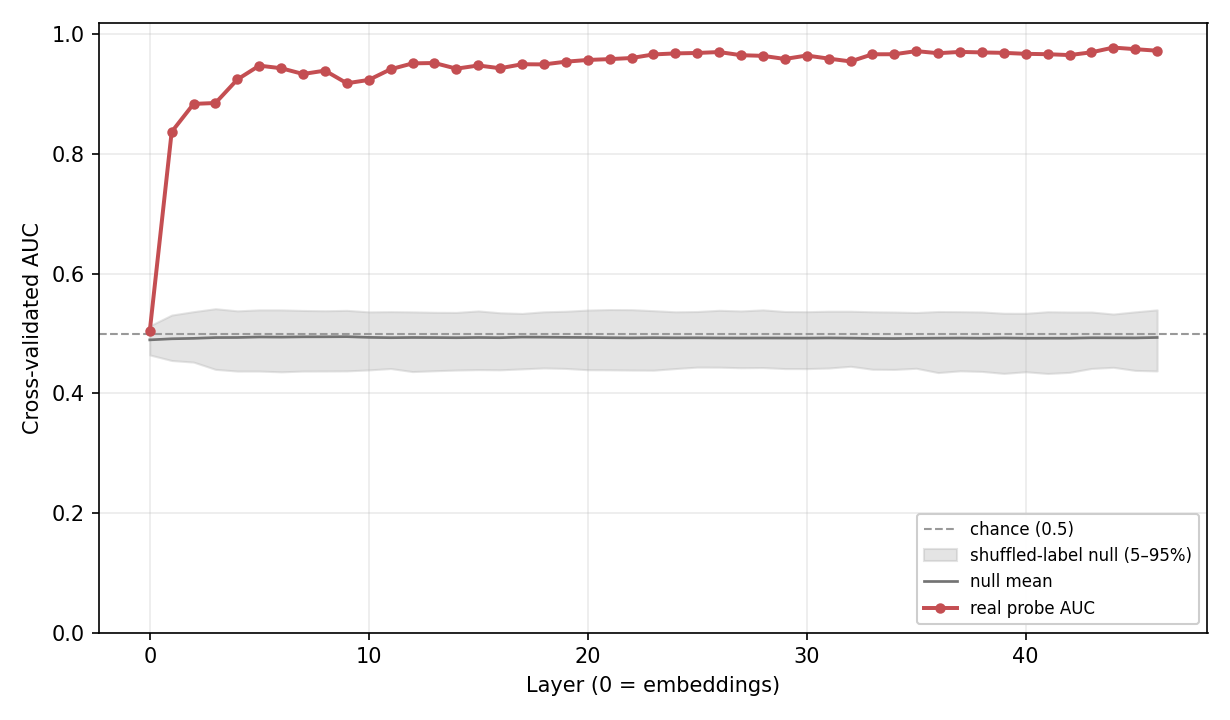 1.0
0.8
0.6
0.4
0.2
0.0
Cross-validated AUC
chance (0.5)
shuffled-label null (5–95%)
null mean
real probe AUC
0 10 20 30 40
Layer (0 = embeddings)